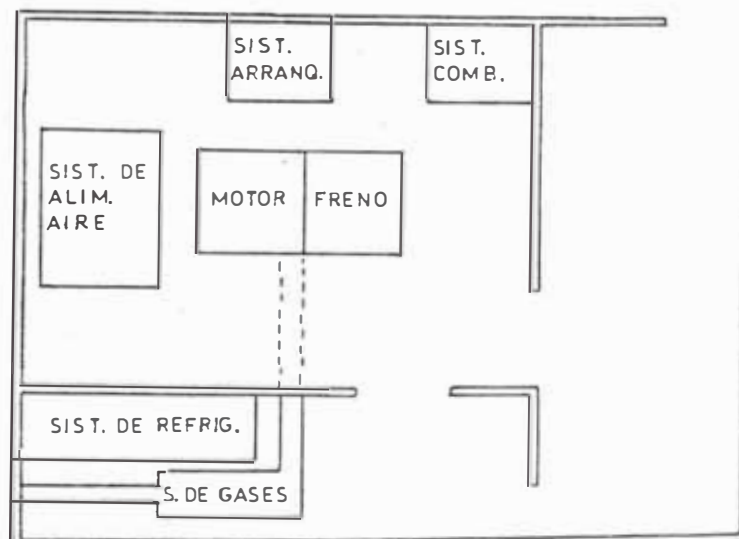 SIST.
ARRANQ.
SIST.
COMB.
SIST. DE
ALIM.
AIRE
MOTOR
FRENO
SIST. DE REFRIG.
S. DE GASES